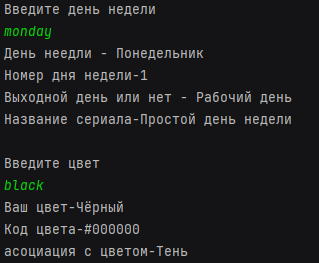 Введите день недели
monday
День неедли - Понедельник
Номер дня недели-1
Выходной день или нет - Рабочий день
Название сериала-Простой день недели
Введите цвет
black
Ваш цвет-Чёрный
Код цвета-#000000
асоциация с цветом-Тень